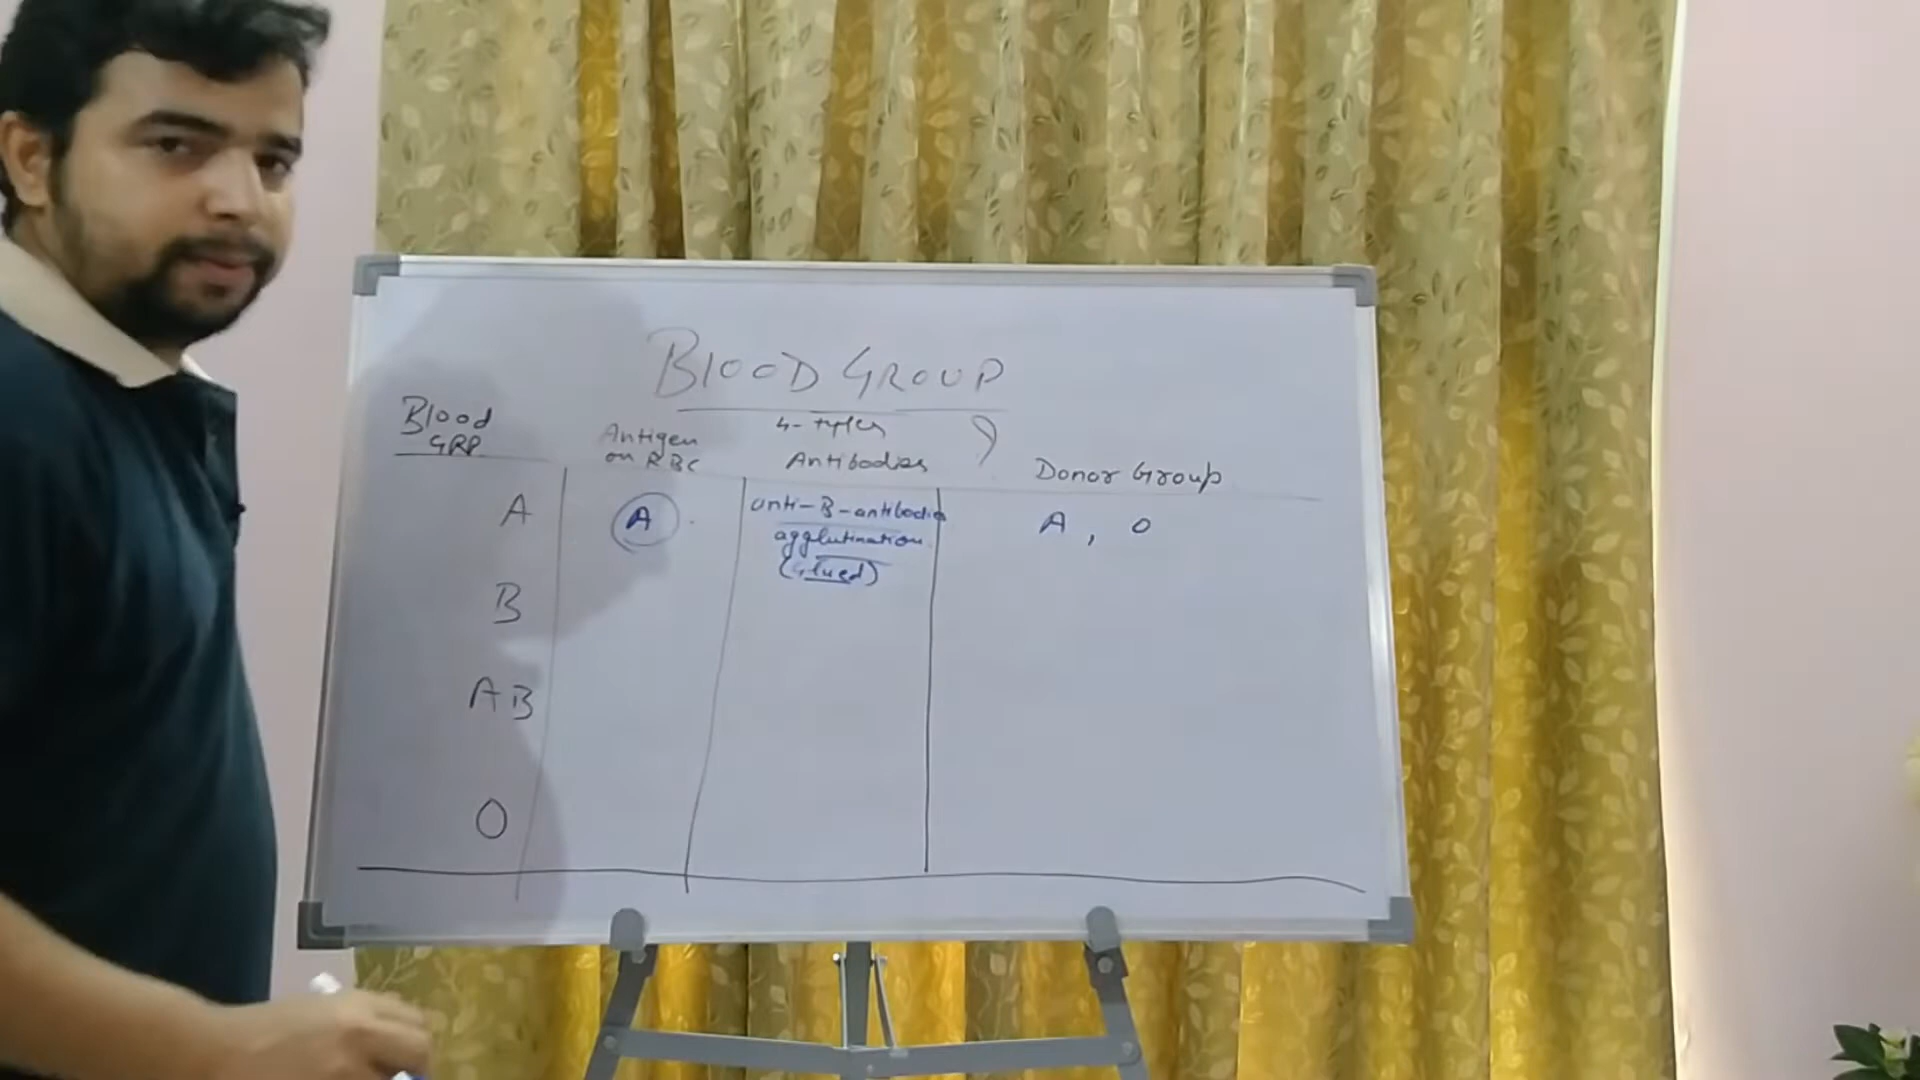 BLOOD GROUP
4- types
Blood GRP
Antigen on RBC
Antibodies
Donor Group
A
A
anti-B-antibodies
agglutination
(Glued)
A, O
B
AB
O